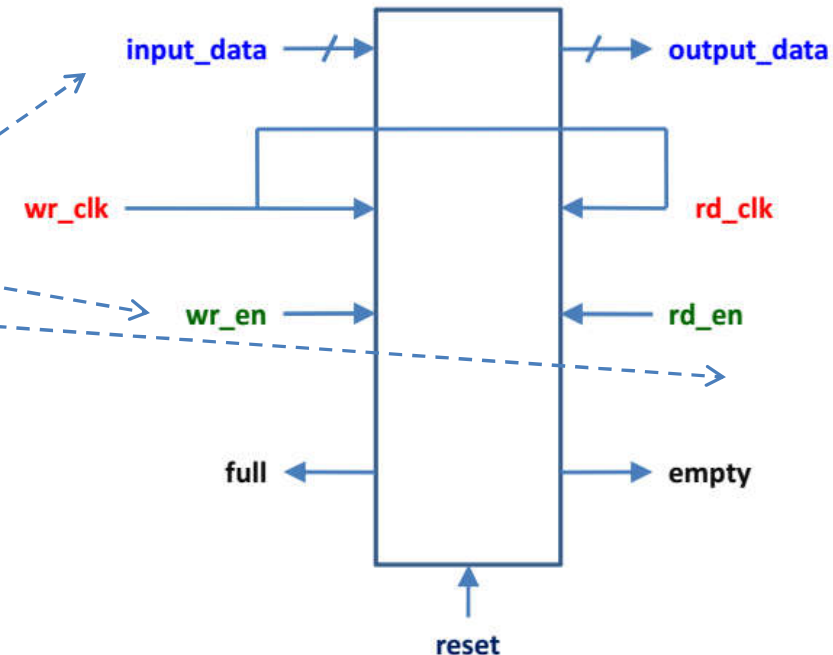 input_data
output_data
wr_clk
rd_clk
wr_en
rd_en
full
empty
reset